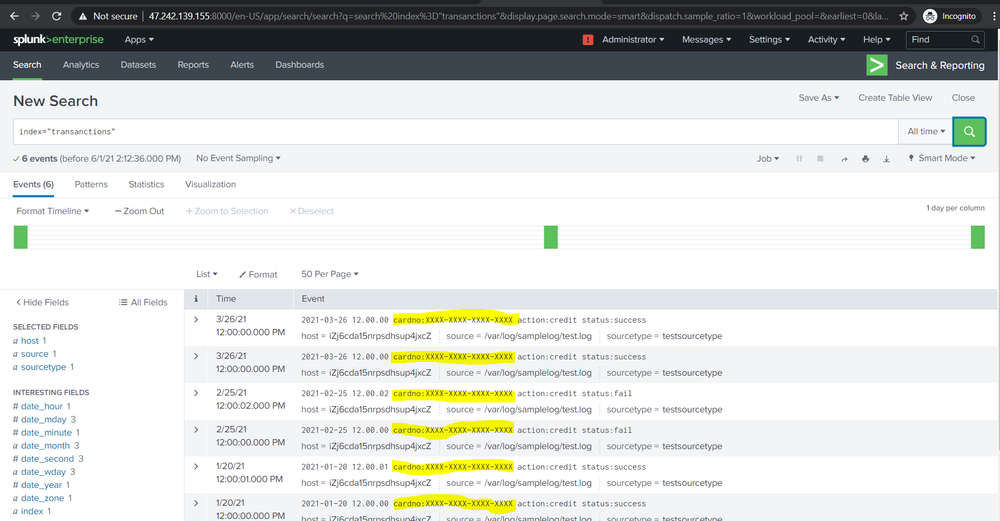 Not secure | 47.242.139.155:8000/en-US/app/search/search?q=search%20index%3D"transanctions"&display.page.search.mode=smart&dispatch.sample_ratio=1&workload_pool=&earliest=0&la... Incognito
splunk>enterprise Apps ! Administrator Messages Settings Activity Help Find
Search Analytics Datasets Reports Alerts Dashboards > Search & Reporting
New Search Save As Create Table View Close
index="transanctions" All time
✓ 6 events (before 6/1/21 2:12:36.000 PM) No Event Sampling Job Smart Mode
Events (6) Patterns Statistics Visualization
Format Timeline — Zoom Out + Zoom to Selection × Deselect 1 day per column
List Format 50 Per Page
< Hide Fields All Fields
SELECTED FIELDS
a host 1
a source 1
a sourcetype 1
INTERESTING FIELDS
# date_hour 1
# date_mday 3
# date_minute 1
a date_month 3
# date_second 3
a date_wday 3
# date_year 1
a date_zone 1
a index 1
i Time Event
> 3/26/21 2021-03-26 12.00.00 cardno:XXXX-XXXX-XXXX-XXXX action:credit status:success
12:00:00.000 PM host = iZj6cda15nrpsdhsup4jxcZ source = /var/log/samplelog/test.log sourcetype = testsourcetype
> 3/26/21 2021-03-26 12.00.00 cardno:XXXX-XXXX-XXXX-XXXX action:credit status:success
12:00:00.000 PM host = iZj6cda15nrpsdhsup4jxcZ source = /var/log/samplelog/test.log sourcetype = testsourcetype
> 2/25/21 2021-02-25 12.00.02 cardno:XXXX-XXXX-XXXX-XXXX action:credit status:fail
12:00:02.000 PM host = iZj6cda15nrpsdhsup4jxcZ source = /var/log/samplelog/test.log sourcetype = testsourcetype
> 2/25/21 2021-02-25 12.00.00 cardno:XXXX-XXXX-XXXX-XXXX action:credit status:fail
12:00:00.000 PM host = iZj6cda15nrpsdhsup4jxcZ source = /var/log/samplelog/test.log sourcetype = testsourcetype
> 1/20/21 2021-01-20 12.00.01 cardno:XXXX-XXXX-XXXX-XXXX action:credit status:success
12:00:01.000 PM host = iZj6cda15nrpsdhsup4jxcZ source = /var/log/samplelog/test.log sourcetype = testsourcetype
> 1/20/21 2021-01-20 12.00.00 cardno:XXXX-XXXX-XXXX-XXXX action:credit status:success
12:00:00.000 PM host = iZj6cda15nrpsdhsup4jxcZ source = /var/log/samplelog/test.log sourcetype = testsourcetype